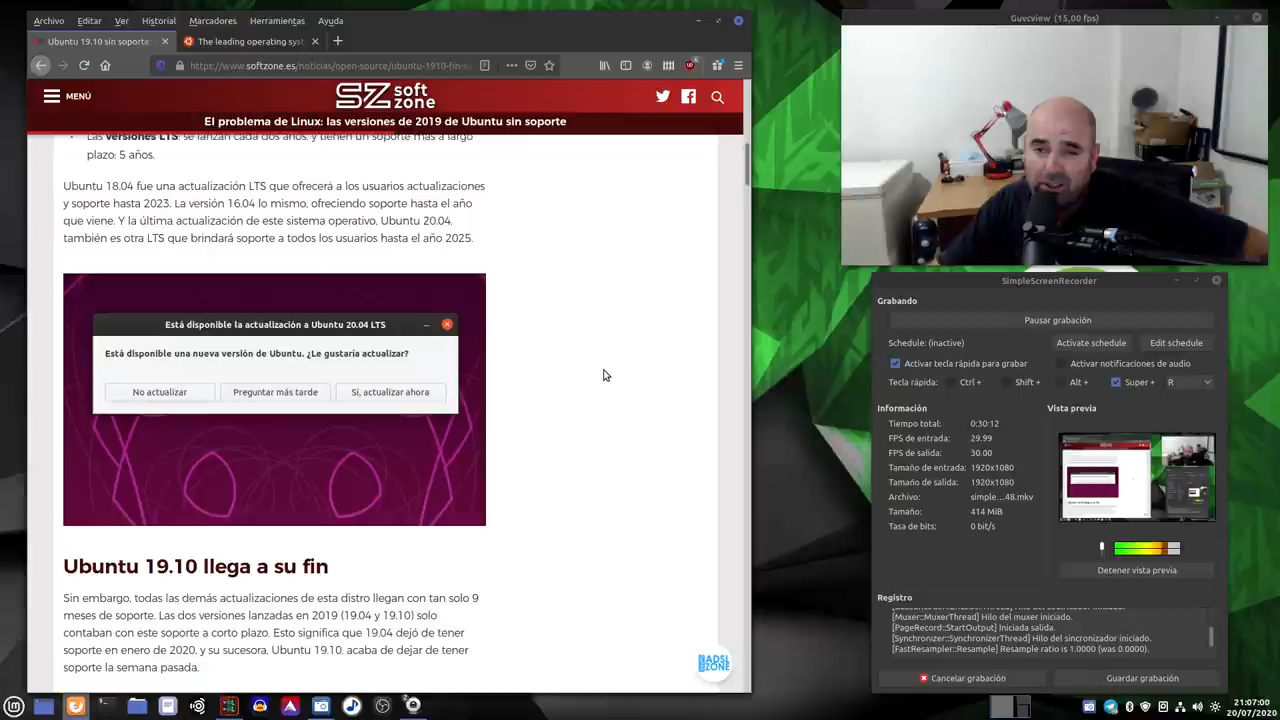 Archivo Editar Ver Historial Marcadores Herramientas Ayuda
Ubuntu 19.10 sin soporte:
The leading operating syst
https://www.softzone.es/noticias/open-source/ubuntu-1910-fin-s
MENÚ
SZ soft zone
El problema de Linux: las versiones de 2019 de Ubuntu sin soporte
Las versiones LTS: se lanzan cada dos años, y tienen un soporte más a largo
plazo: 5 años.
Ubuntu 18.04 fue una actualización LTS que ofrecerá a los usuarios actualizaciones
y soporte hasta 2023. La versión 16.04 lo mismo, ofreciendo soporte hasta el año
que viene. Y la última actualización de este sistema operativo, Ubuntu 20.04,
también es otra LTS que brindará soporte a todos los usuarios hasta el año 2025.
Está disponible la actualización a Ubuntu 20.04 LTS
Está disponible una nueva versión de Ubuntu. ¿Le gustaría actualizar?
No actualizar
Preguntar más tarde
Sí, actualizar ahora
Ubuntu 19.10 llega a su fin
Sin embargo, todas las demás actualizaciones de esta distro llegan con tan solo 9
meses de soporte. Las dos versiones lanzadas en 2019 (19.04 y 19.10) solo
contaban con este soporte a corto plazo. Esto significa que 19.04 dejó de tener
soporte en enero de 2020, y su sucesora, Ubuntu 19.10, acaba de dejar de tener
soporte la semana pasada.
ADSL
ZONE
Guvcview (15,00 fps)
SimpleScreenRecorder
Grabando
Pausar grabación
Schedule: (inactive)
Activate schedule
Edit schedule
Activar tecla rápida para grabar
Activar notificaciones de audio
Tecla rápida: Ctrl + Shift + Alt + Super + R
Información
Tiempo total: 0:30:12
FPS de entrada: 29.99
FPS de salida: 30.00
Tamaño de entrada: 1920x1080
Tamaño de salida: 1920x1080
Archivo: simple...48.mkv
Tamaño: 414 MiB
Tasa de bits: 0 bit/s
Vista previa
Detener vista previa
Registro
[Muxer::MuxerThread] Hilo del muxer iniciado.
[PageRecord::StartOutput] Iniciada salida.
[Synchronizer::SynchronizerThread] Hilo del sincronizador iniciado.
[FastResampler::Resample] Resample ratio is 1.0000 (was 0.0000).
Cancelar grabación
Guardar grabación
21:07:00
20/07/2020